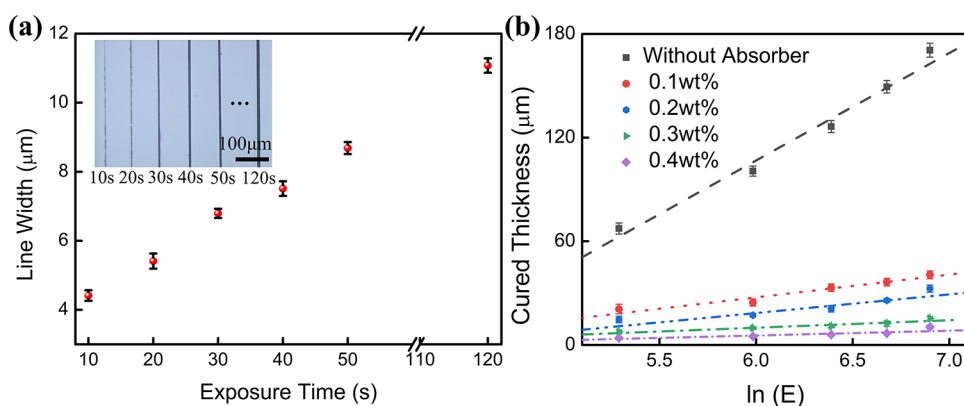 (a)
12
10
8
6
4
Line Width (μm)
10s 20s 30s 40s 50s 120s
...
100μm
10 20 30 40 50 110 120
Exposure Time (s)
(b)
180
120
60
0
Cured Thickness (μm)
Without Absorber
0.1wt%
0.2wt%
0.3wt%
0.4wt%
5.5 6.0 6.5 7.0
ln (E)